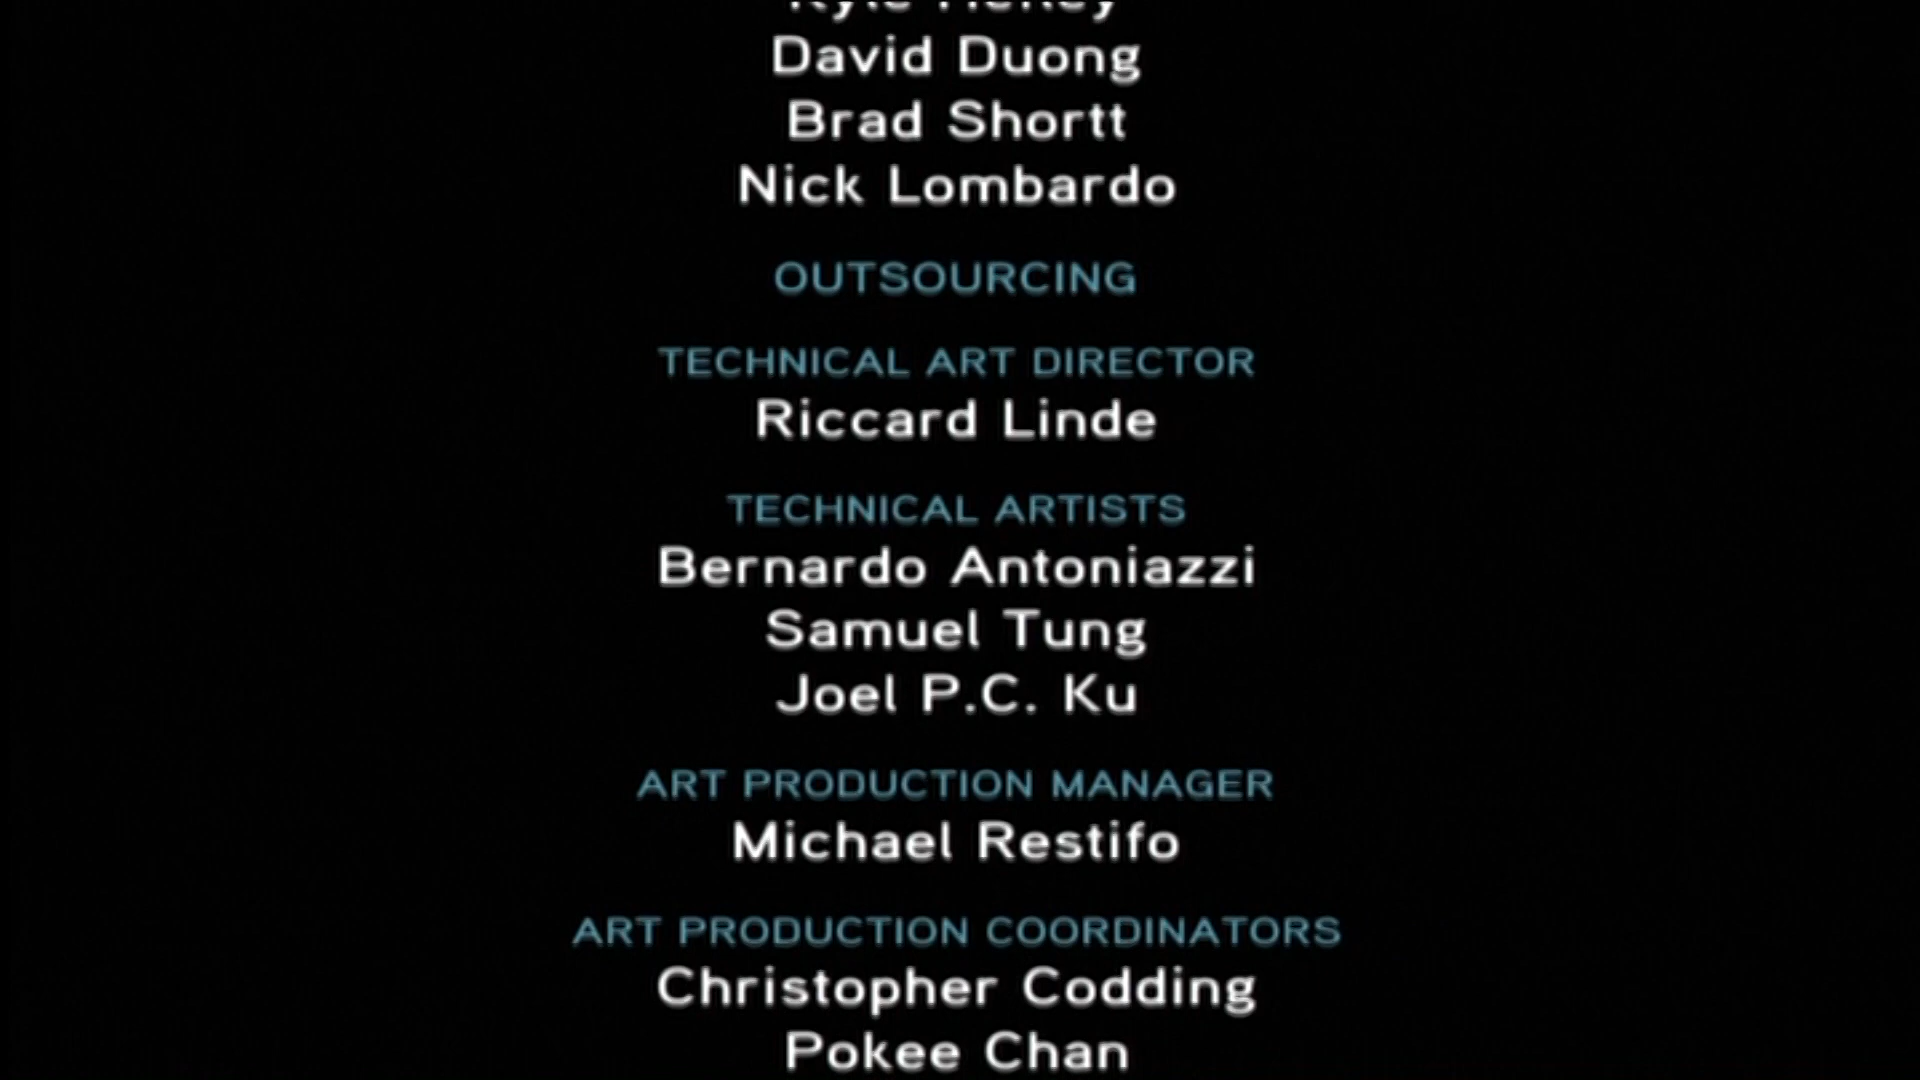 David Duong
Brad Shortt
Nick Lombardo
OUTSOURCING
TECHNICAL ART DIRECTOR
Riccard Linde
TECHNICAL ARTISTS
Bernardo Antoniazzi
Samuel Tung
Joel P.C. Ku
ART PRODUCTION MANAGER
Michael Restifo
ART PRODUCTION COORDINATORS
Christopher Codding
Pokee Chan